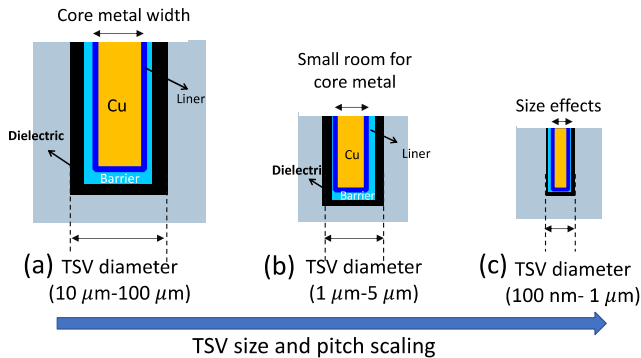 Core metal width
Cu
Liner
Dielectric
Barrier
(a) TSV diameter
(10 μm-100 μm)
Small room for
core metal
Cu
Liner
Dielectri
Barrier
(b) TSV diameter
(1 μm-5 μm)
Size effects
(c) TSV diameter
(100 nm- 1 μm)
TSV size and pitch scaling